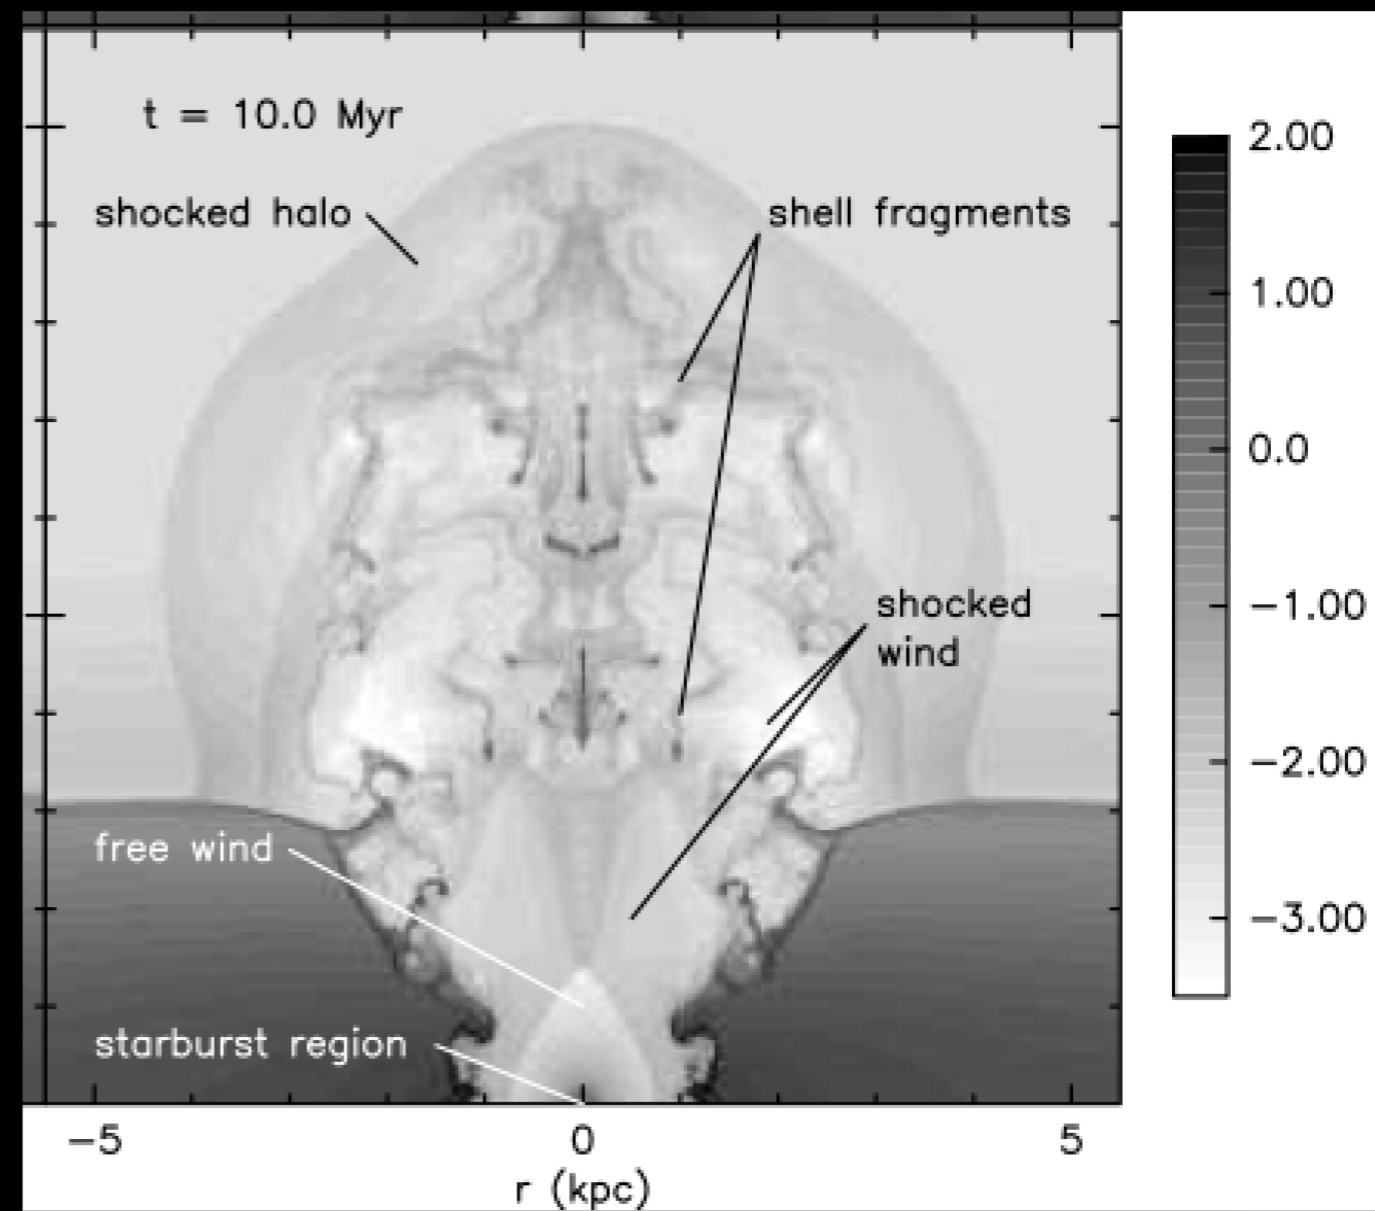 t = 10.0 Myr
shocked halo
shell fragments
shocked
wind
free wind
starburst region
-5
0
5
r (kpc)
2.00
1.00
0.0
-1.00
-2.00
-3.00